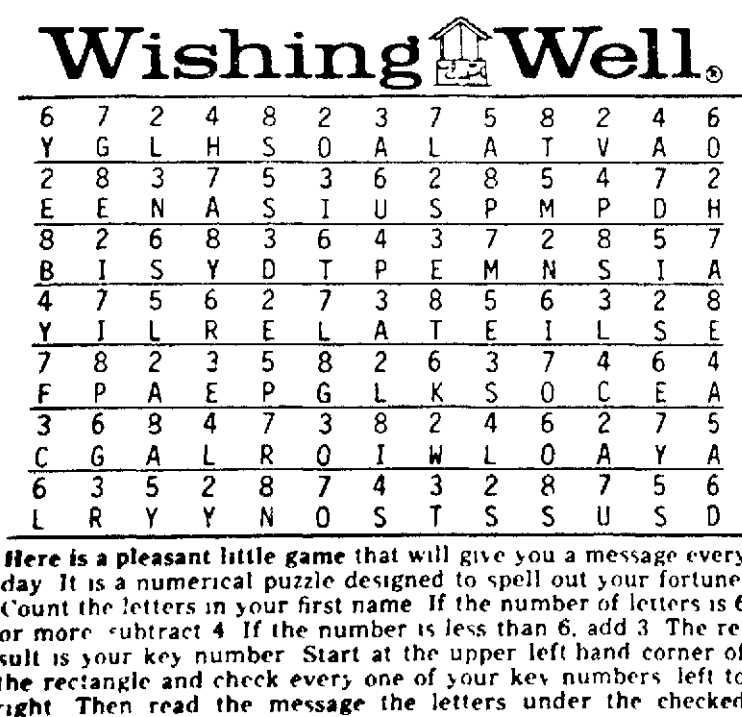 Wishing Well®
6 7 2 4 8 2 3 7 5 8 2 4 6
Y G L H S O A L A T V A O
2 8 3 7 5 3 6 2 8 5 4 7 2
E E N A S I U S P M P D H
8 2 6 8 3 6 4 3 7 2 8 5 7
B I S Y D T P E M N S I A
4 7 5 6 2 7 3 8 5 6 3 2 8
Y I L R E L A T E I L S E
7 8 2 3 5 8 2 6 3 7 4 6 4
F P A E P G L K S O C E A
3 6 8 4 7 3 8 2 4 6 2 7 5
C G A L R O I W L O A Y A
6 3 5 2 8 7 4 3 2 8 7 5 6
L R Y Y N O S T S S U S D
Here is a pleasant little game that will give you a message every
day It is a numerical puzzle designed to spell out your fortune
Count the letters in your first name If the number of letters is 6
or more subtract 4 If the number is less than 6, add 3 The re-
sult is your key number Start at the upper left hand corner of
the rectangle and check every one of your key numbers left to
right Then read the message the letters under the checked